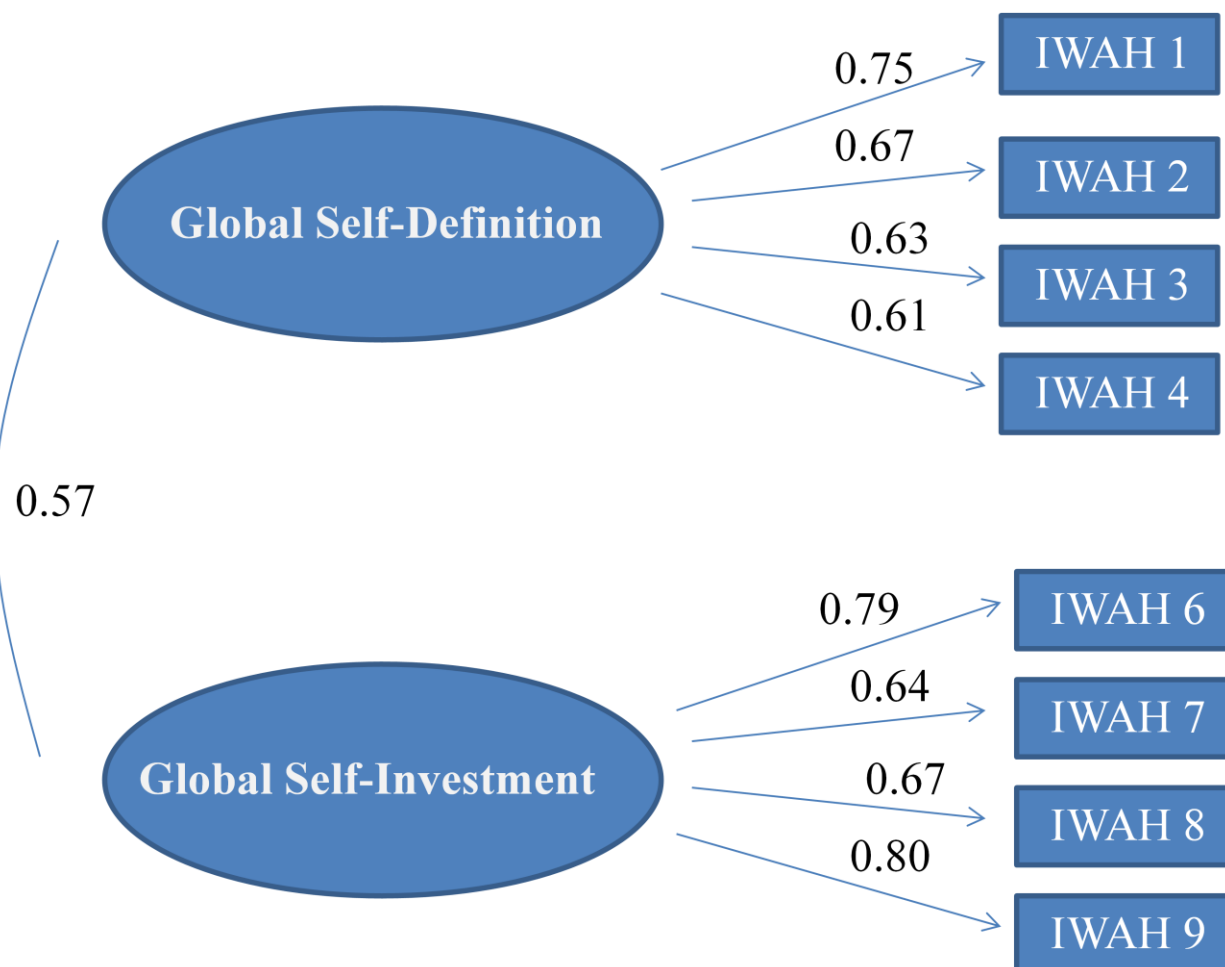 0.75
IWAH 1
0.67
IWAH 2
Global Self-Definition
0.63
IWAH 3
0.61
IWAH 4
0.57
0.79
IWAH 6
0.64
IWAH 7
Global Self-Investment
0.67
IWAH 8
0.80
IWAH 9